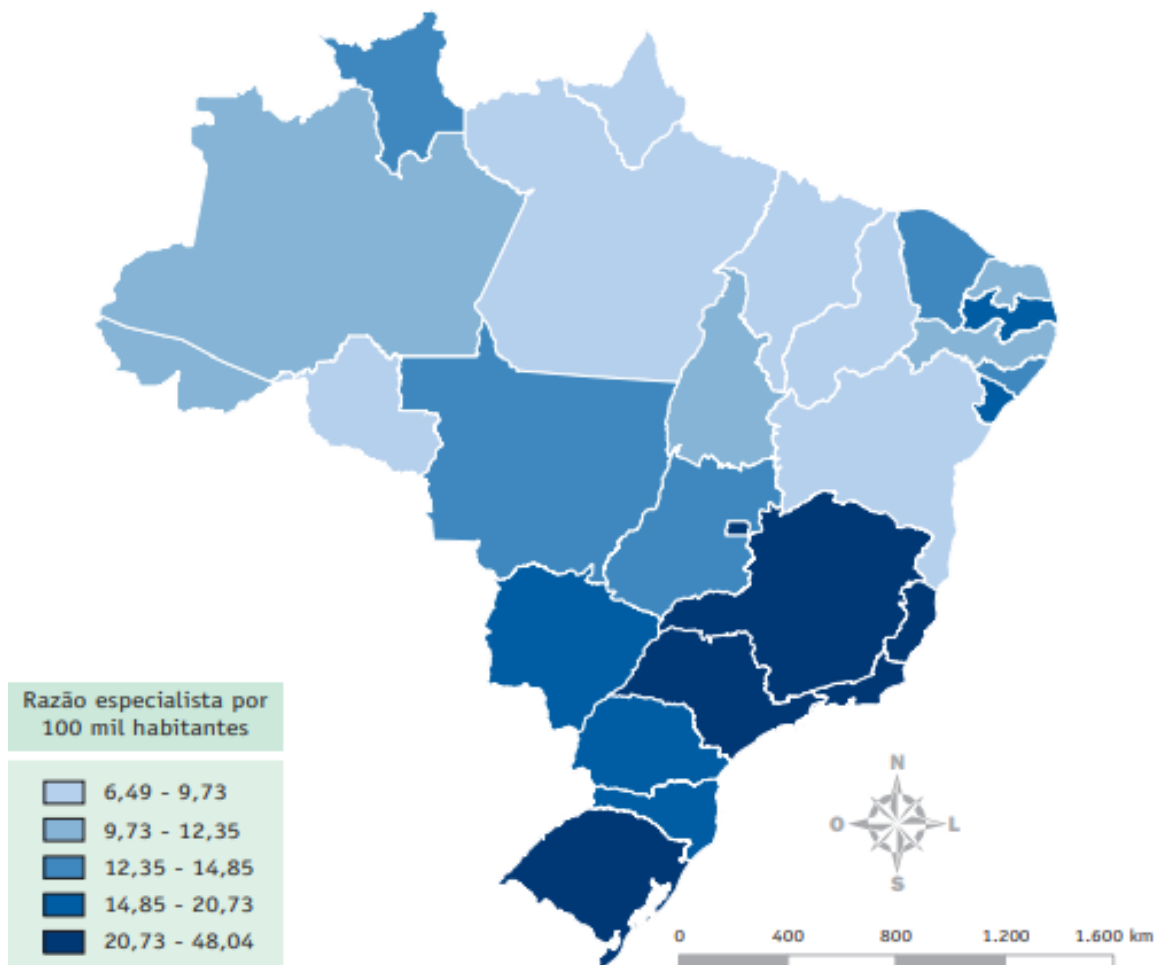 Razão especialista por
100 mil habitantes
6,49 - 9,73
9,73 - 12,35
12,35 - 14,85
14,85 - 20,73
20,73 - 48,04
N
O L
S
0 400 800 1.200 1.600 km